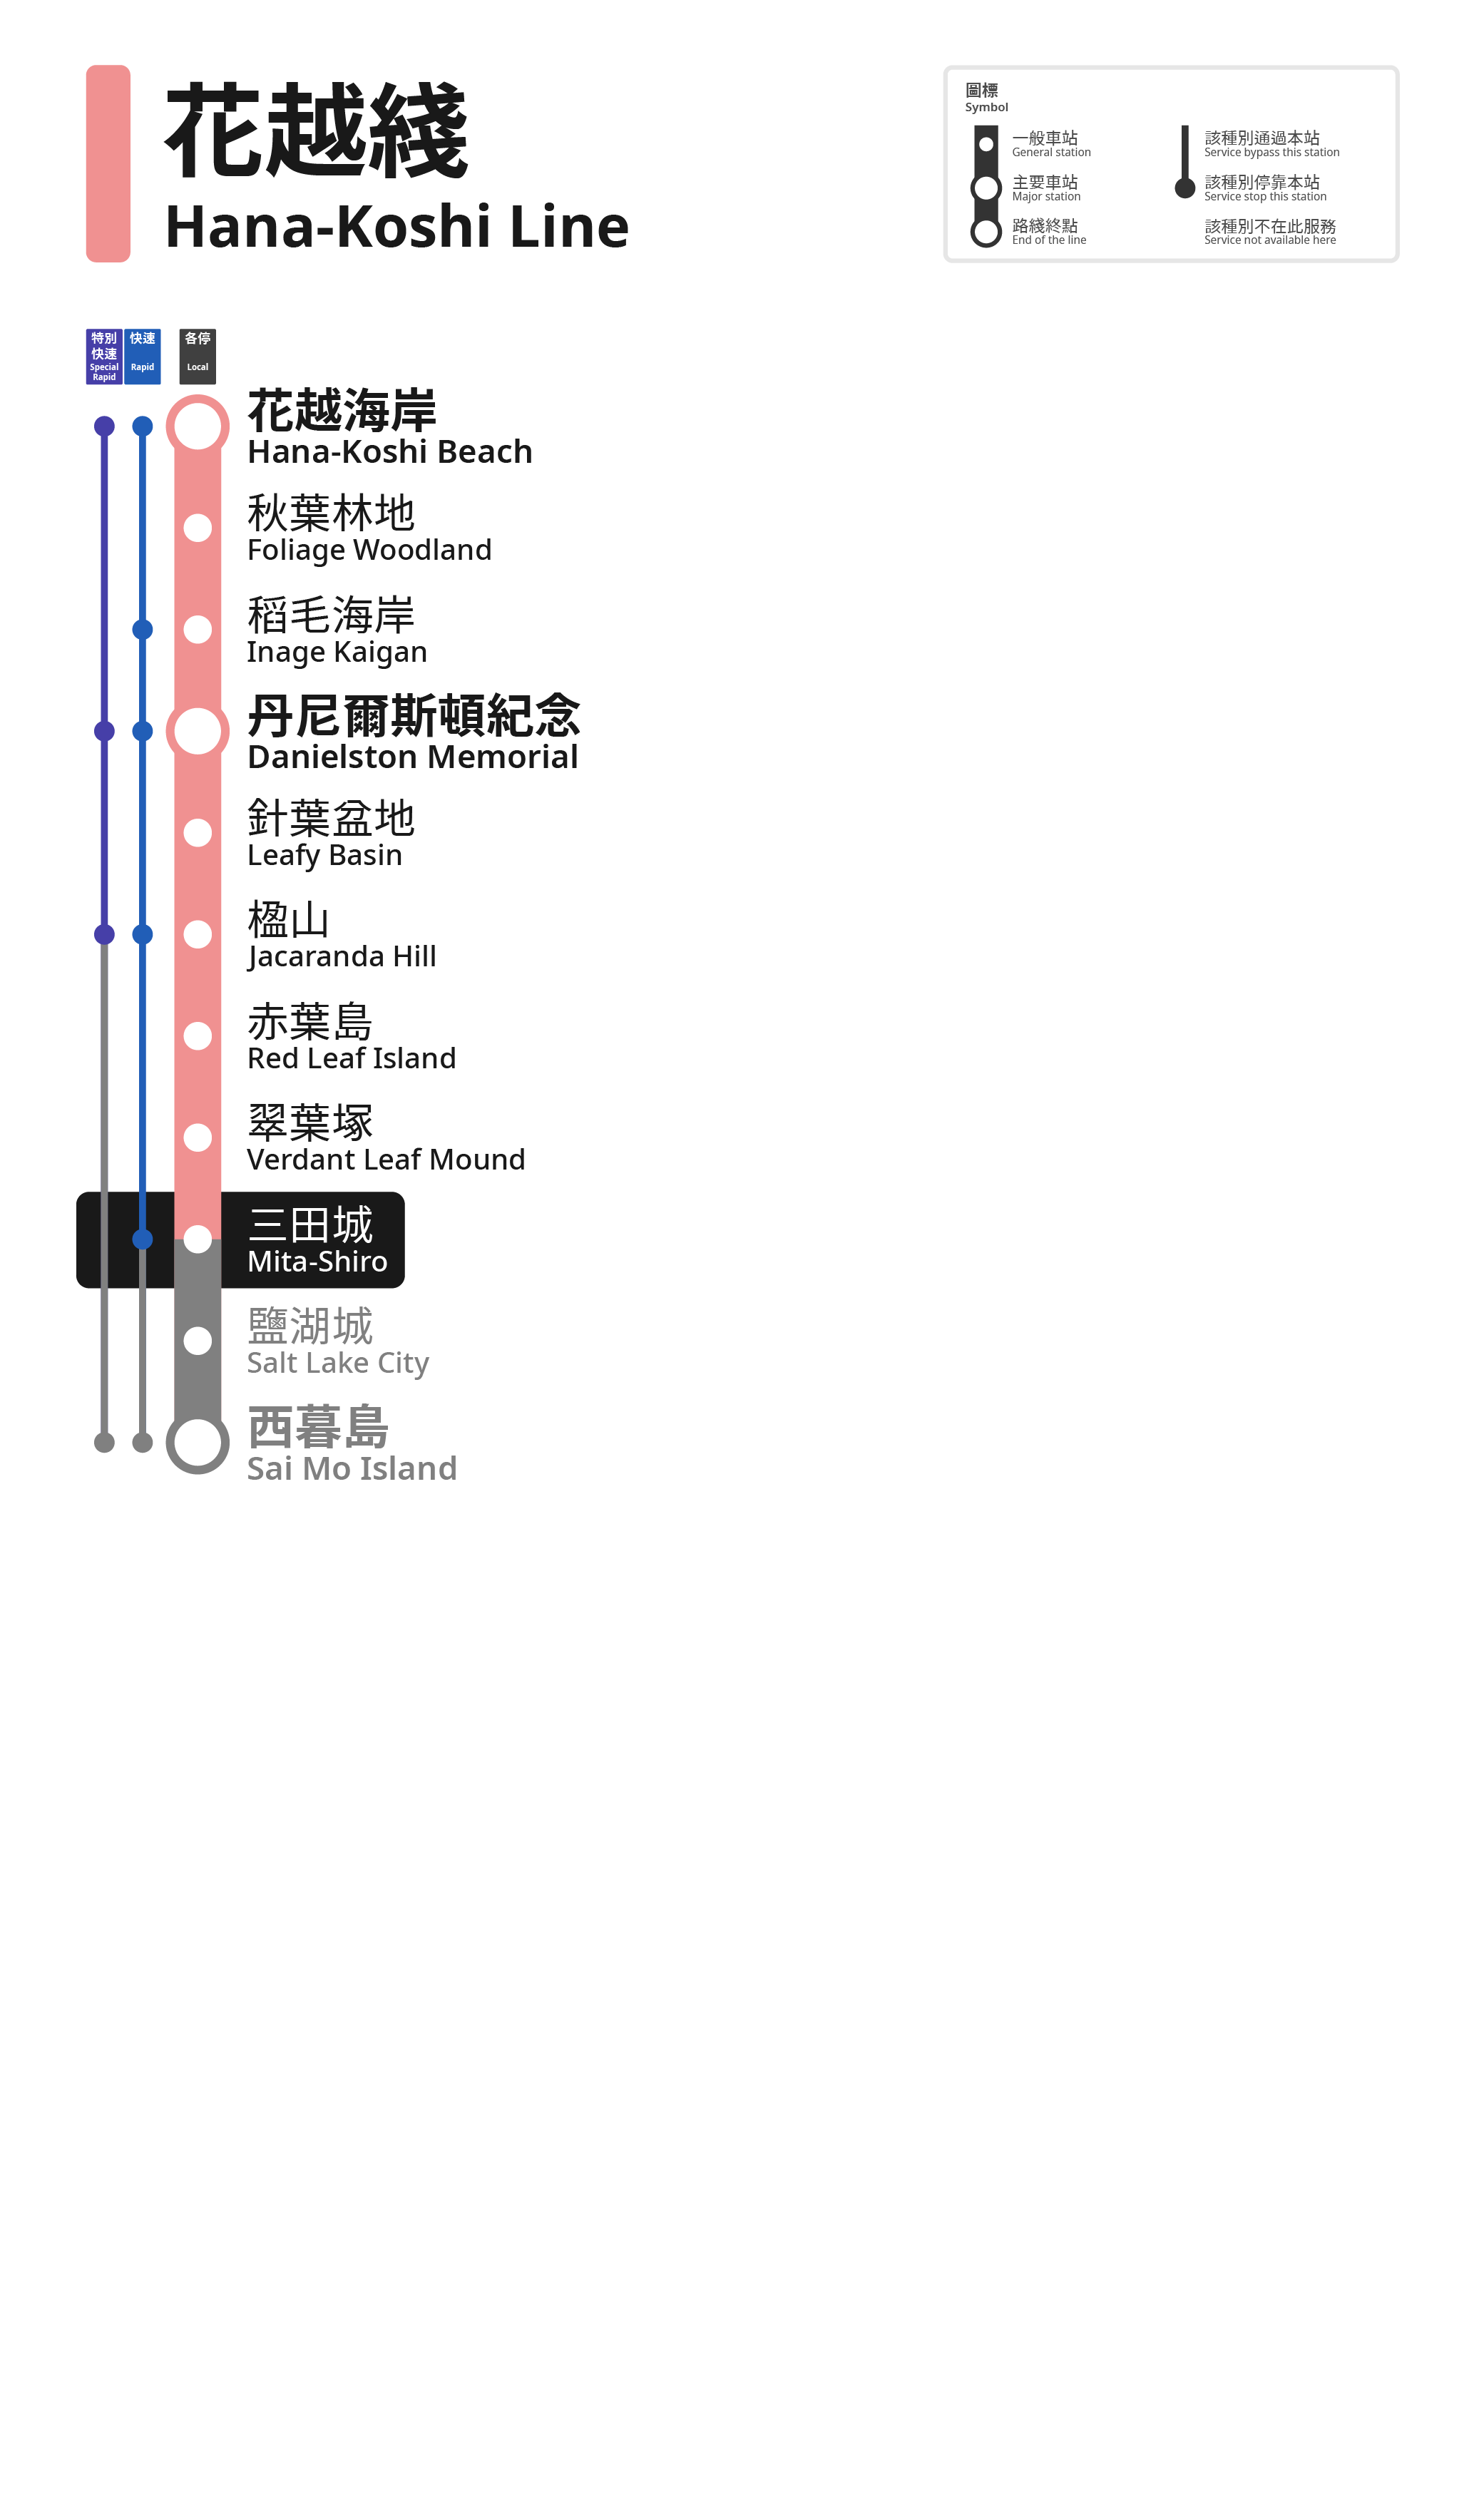 花越綫
Hana-Koshi Line
圖標
Symbol
一般車站
General station
主要車站
Major station
路綫終點
End of the line
該種別通過本站
Service bypass this station
該種別停靠本站
Service stop this station
該種別不在此服務
Service not available here
特別
快速
Special
Rapid
快速
Rapid
各停
Local
花越海岸
Hana-Koshi Beach
秋葉林地
Foliage Woodland
稻毛海岸
Inage Kaigan
丹尼爾斯頓紀念
Danielston Memorial
針葉盆地
Leafy Basin
楹山
Jacaranda Hill
赤葉島
Red Leaf Island
翠葉塚
Verdant Leaf Mound
三田城
Mita-Shiro
鹽湖城
Salt Lake City
西暮島
Sai Mo Island